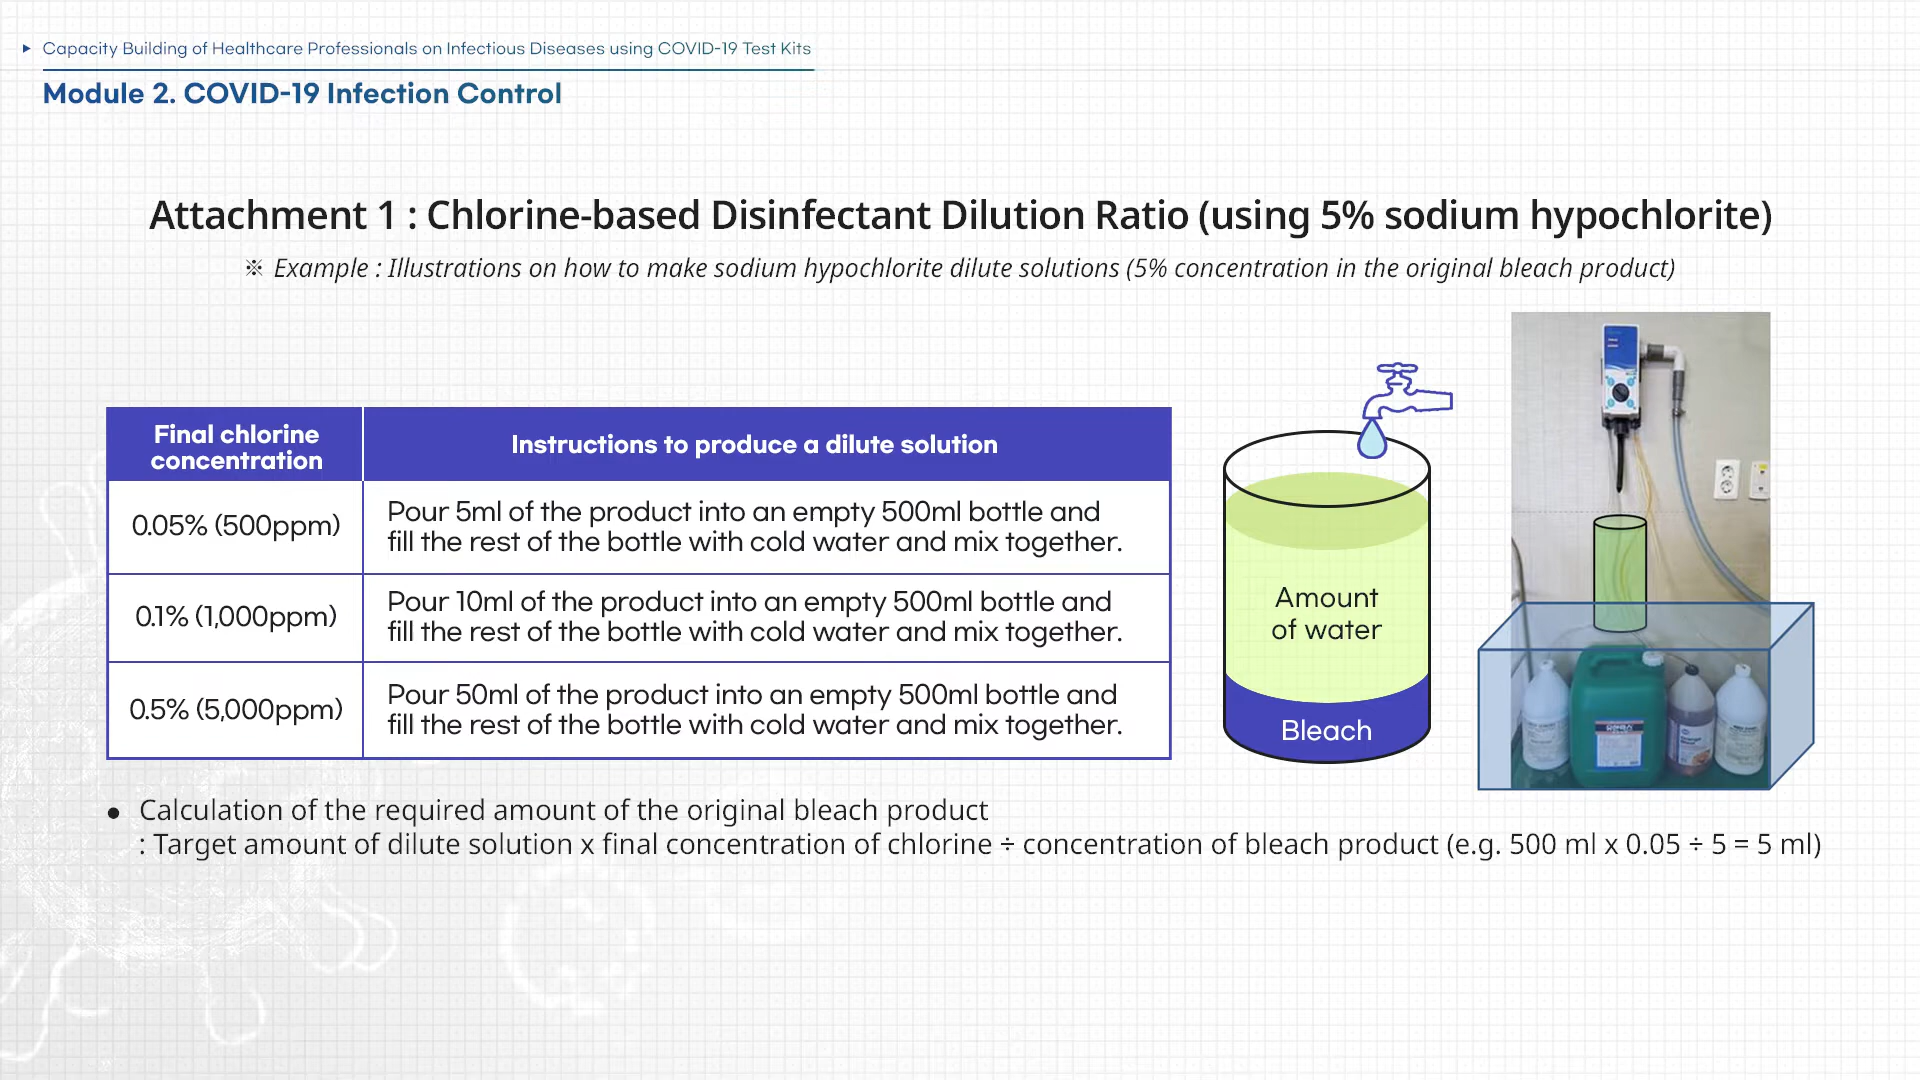 Capacity Building of Healthcare Professionals on Infectious Diseases using COVID-19 Test Kits
Module 2. COVID-19 Infection Control
Attachment 1 : Chlorine-based Disinfectant Dilution Ratio (using 5% sodium hypochlorite)
※ Example : Illustrations on how to make sodium hypochlorite dilute solutions (5% concentration in the original bleach product)
Final chlorine
concentration
Instructions to produce a dilute solution
0.05% (500ppm)
Pour 5ml of the product into an empty 500ml bottle and
fill the rest of the bottle with cold water and mix together.
0.1% (1,000ppm)
Pour 10ml of the product into an empty 500ml bottle and
fill the rest of the bottle with cold water and mix together.
0.5% (5,000ppm)
Pour 50ml of the product into an empty 500ml bottle and
fill the rest of the bottle with cold water and mix together.
Amount
of water
Bleach
● Calculation of the required amount of the original bleach product
: Target amount of dilute solution x final concentration of chlorine ÷ concentration of bleach product (e.g. 500 ml x 0.05 ÷ 5 = 5 ml)